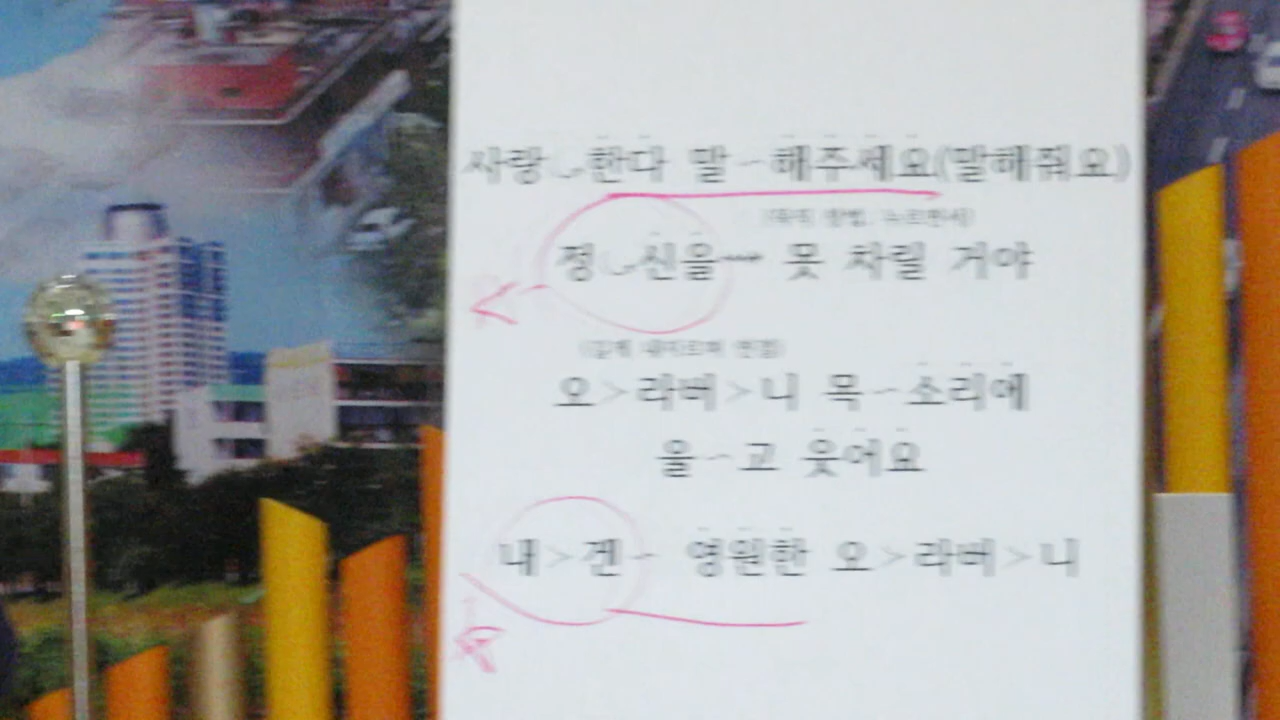 사랑◡한다 말-해주세요(말해줘요)
정◡신을… 못 차릴 거야
오>라버>니 목-소리에
울-고 웃어요
내>겐- 영원한 오>라버>니